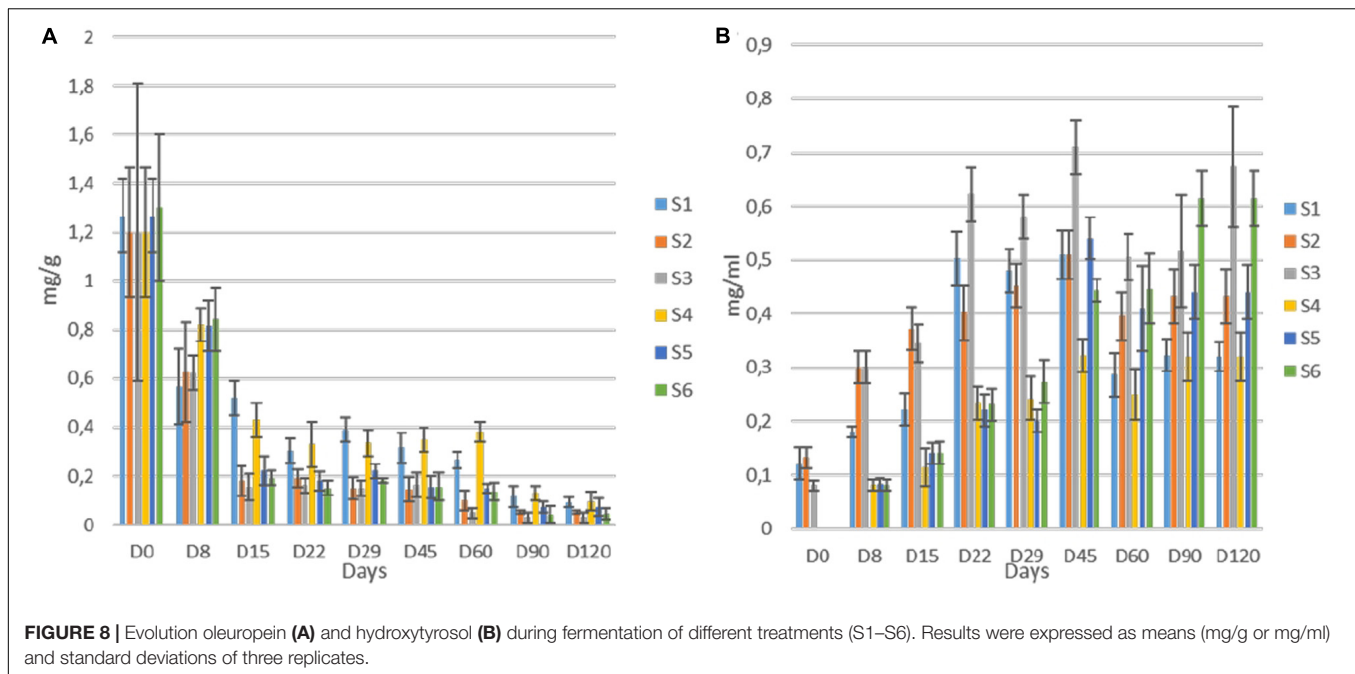 A
2
1,8
1,6
1,4
1,2
1
0,8
0,6
0,4
0,2
0
mg/g
D0 D8 D15 D22 D29 D45 D60 D90 D120
Days
S1
S2
S3
S4
S5
S6
B
0,9
0,8
0,7
0,6
0,5
0,4
0,3
0,2
0,1
0
mg/ml
D0 D8 D15 D22 D29 D45 D60 D90 D120
Days
S1
S2
S3
S4
S5
S6
FIGURE 8 | Evolution oleuropein (A) and hydroxytyrosol (B) during fermentation of different treatments (S1–S6). Results were expressed as means (mg/g or mg/ml)
and standard deviations of three replicates.